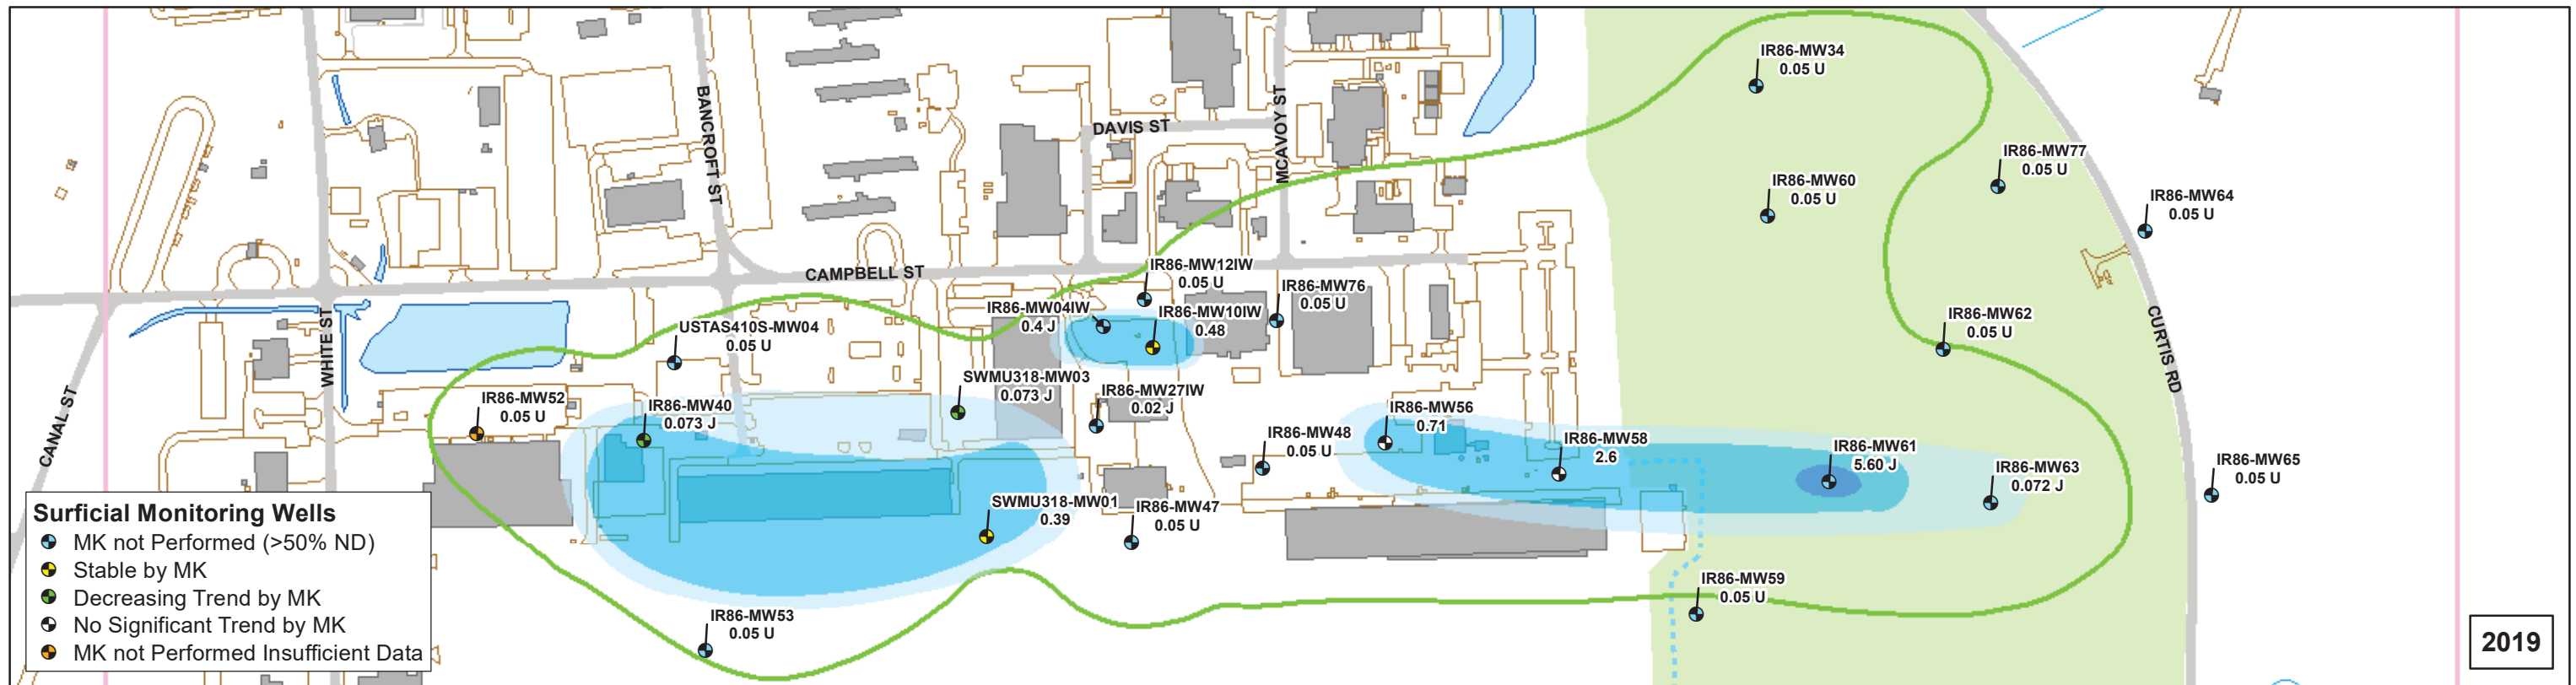 IR86-MW34
0.05 U
BANCROFT ST
DAVIS ST
MCAVOY ST
IR86-MW77
0.05 U
IR86-MW60
0.05 U
IR86-MW64
0.05 U
CAMPBELL ST
IR86-MW12IW
0.05 U
IR86-MW76
0.05 U
IR86-MW04IW
0.4 J
IR86-MW10IW
0.48
IR86-MW62
0.05 U
CURTIS RD
USTAS410S-MW04
0.05 U
WHITE ST
CANAL ST
SWMU318-MW03
0.073 J
IR86-MW27IW
0.02 J
IR86-MW52
0.05 U
IR86-MW40
0.073 J
IR86-MW56
0.71
IR86-MW48
0.05 U
IR86-MW58
2.6
IR86-MW61
5.60 J
IR86-MW63
0.072 J
IR86-MW65
0.05 U
SWMU318-MW01
0.39
IR86-MW47
0.05 U
IR86-MW59
0.05 U
IR86-MW53
0.05 U
Surficial Monitoring Wells
MK not Performed (>50% ND)
Stable by MK
Decreasing Trend by MK
No Significant Trend by MK
MK not Performed Insufficient Data
2019